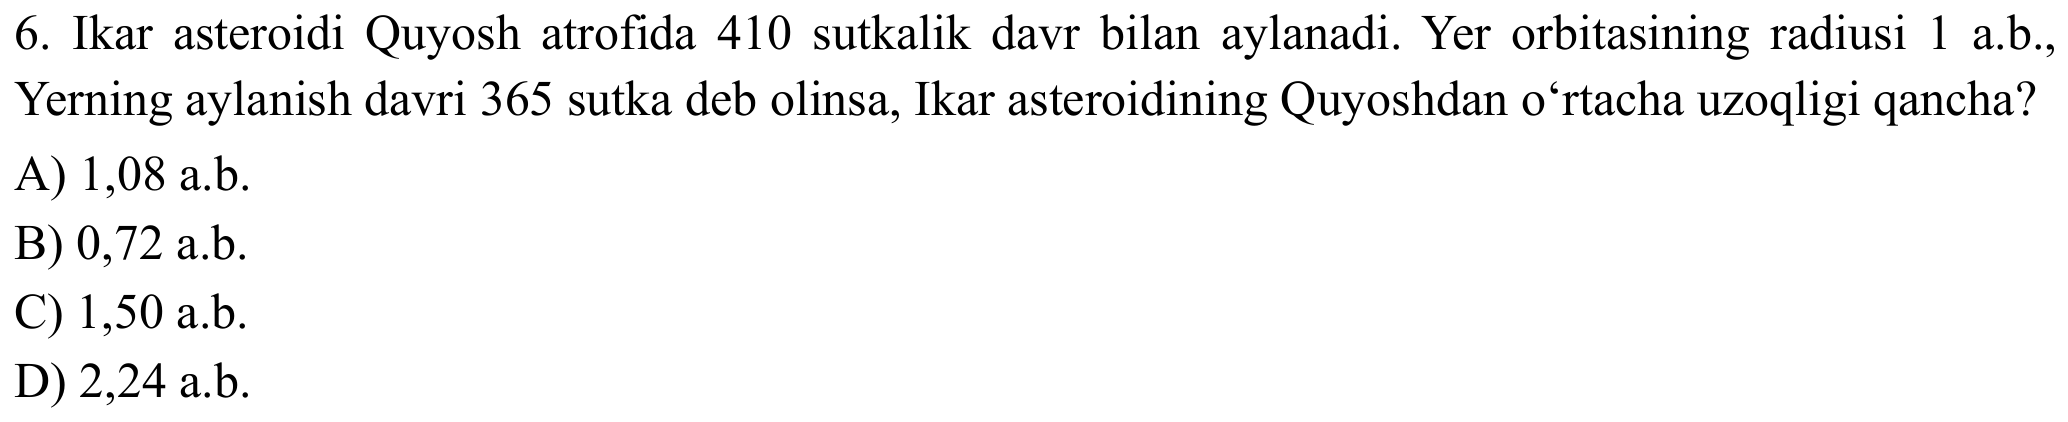 6. Ikar asteroidi Quyosh atrofida 410 sutkalik davr bilan aylanadi. Yer orbitasining radiusi 1 a.b.,
Yerning aylanish davri 365 sutka deb olinsa, Ikar asteroidining Quyoshdan o‘rtacha uzoqligi qancha?
A) 1,08 a.b.
B) 0,72 a.b.
C) 1,50 a.b.
D) 2,24 a.b.